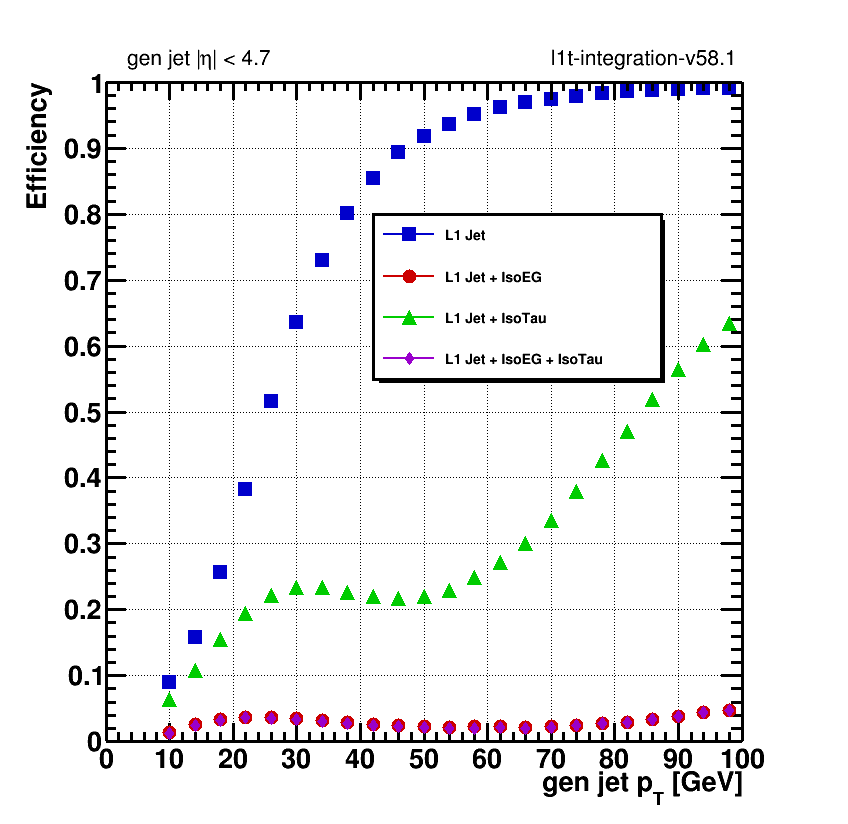 gen jet |η| < 4.7
l1t-integration-v58.1
Efficiency
1
0.9
0.8
0.7
0.6
0.5
0.4
0.3
0.2
0.1
0
L1 Jet
L1 Jet + IsoEG
L1 Jet + IsoTau
L1 Jet + IsoEG + IsoTau
0 10 20 30 40 50 60 70 80 90 100
gen jet pT [GeV]